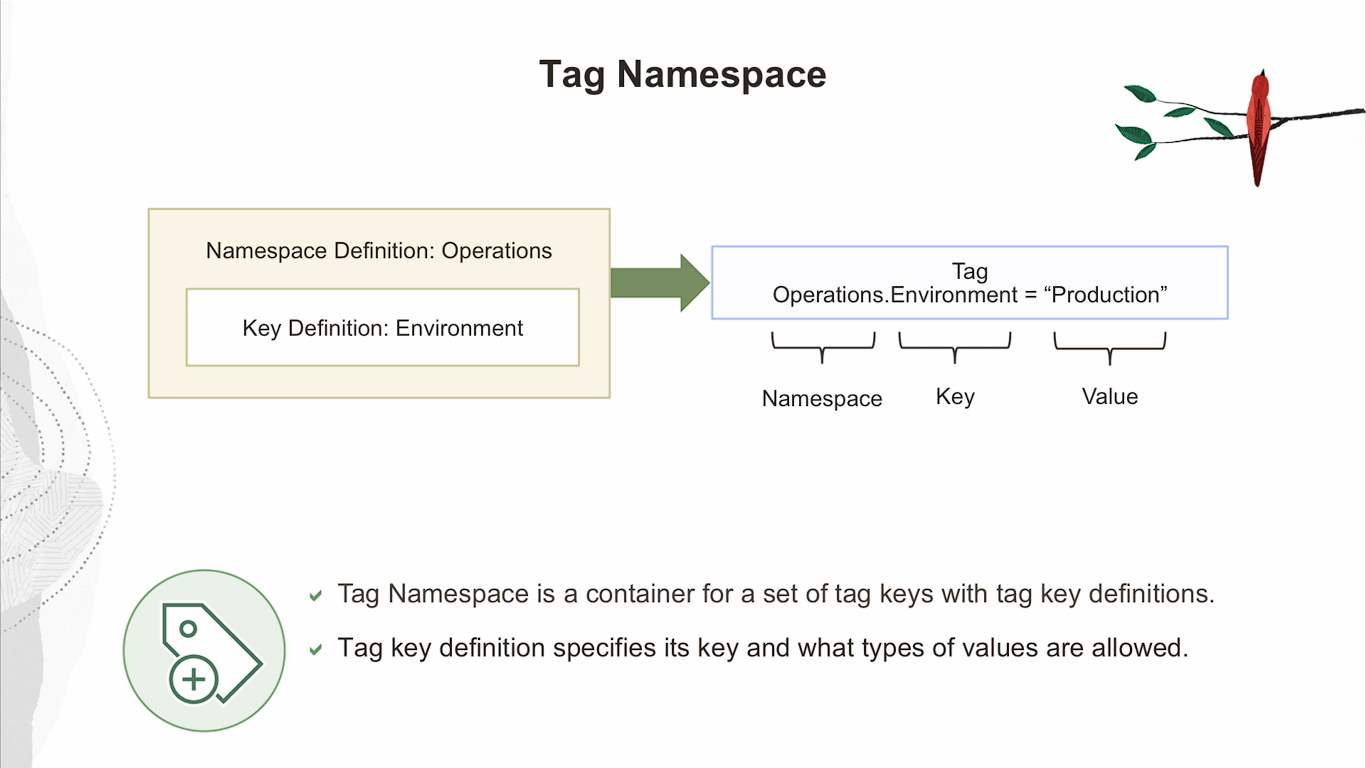 Tag Namespace
Namespace Definition: Operations
Key Definition: Environment
Tag
Operations.Environment = “Production”
Namespace
Key
Value
Tag Namespace is a container for a set of tag keys with tag key definitions.
Tag key definition specifies its key and what types of values are allowed.